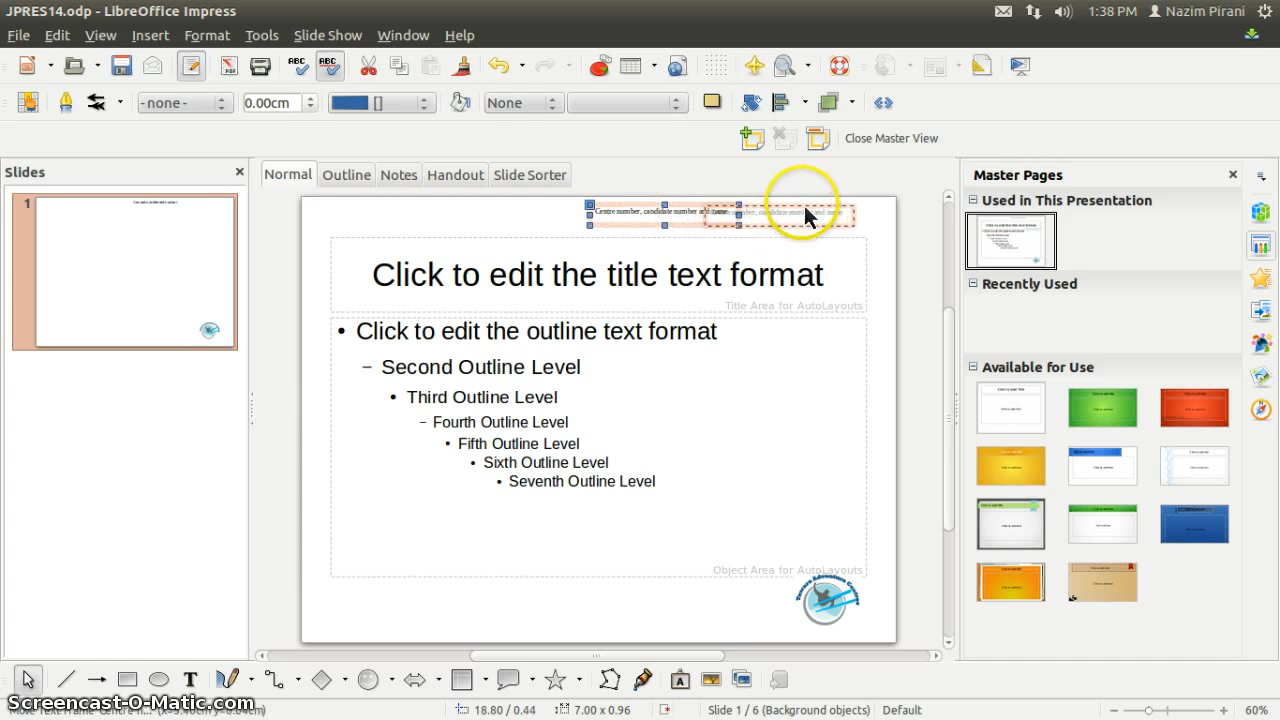 JPRES14.odp - LibreOffice Impress
1:38 PM Nazim Pirani
File Edit View Insert Format Tools Slide Show Window Help
- none - 0.00cm [] None
Close Master View
Slides
1
Normal Outline Notes Handout Slide Sorter
Centre number, candidate number and name
Click to edit the title text format
Title Area for AutoLayouts
• Click to edit the outline text format
– Second Outline Level
• Third Outline Level
– Fourth Outline Level
• Fifth Outline Level
• Sixth Outline Level
• Seventh Outline Level
Object Area for AutoLayouts
Master Pages
Used in This Presentation
Recently Used
Available for Use
Screencast-O-Matic.com
18.80 / 0.44 7.00 x 0.96 Slide 1 / 6 (Background objects) Default 60%